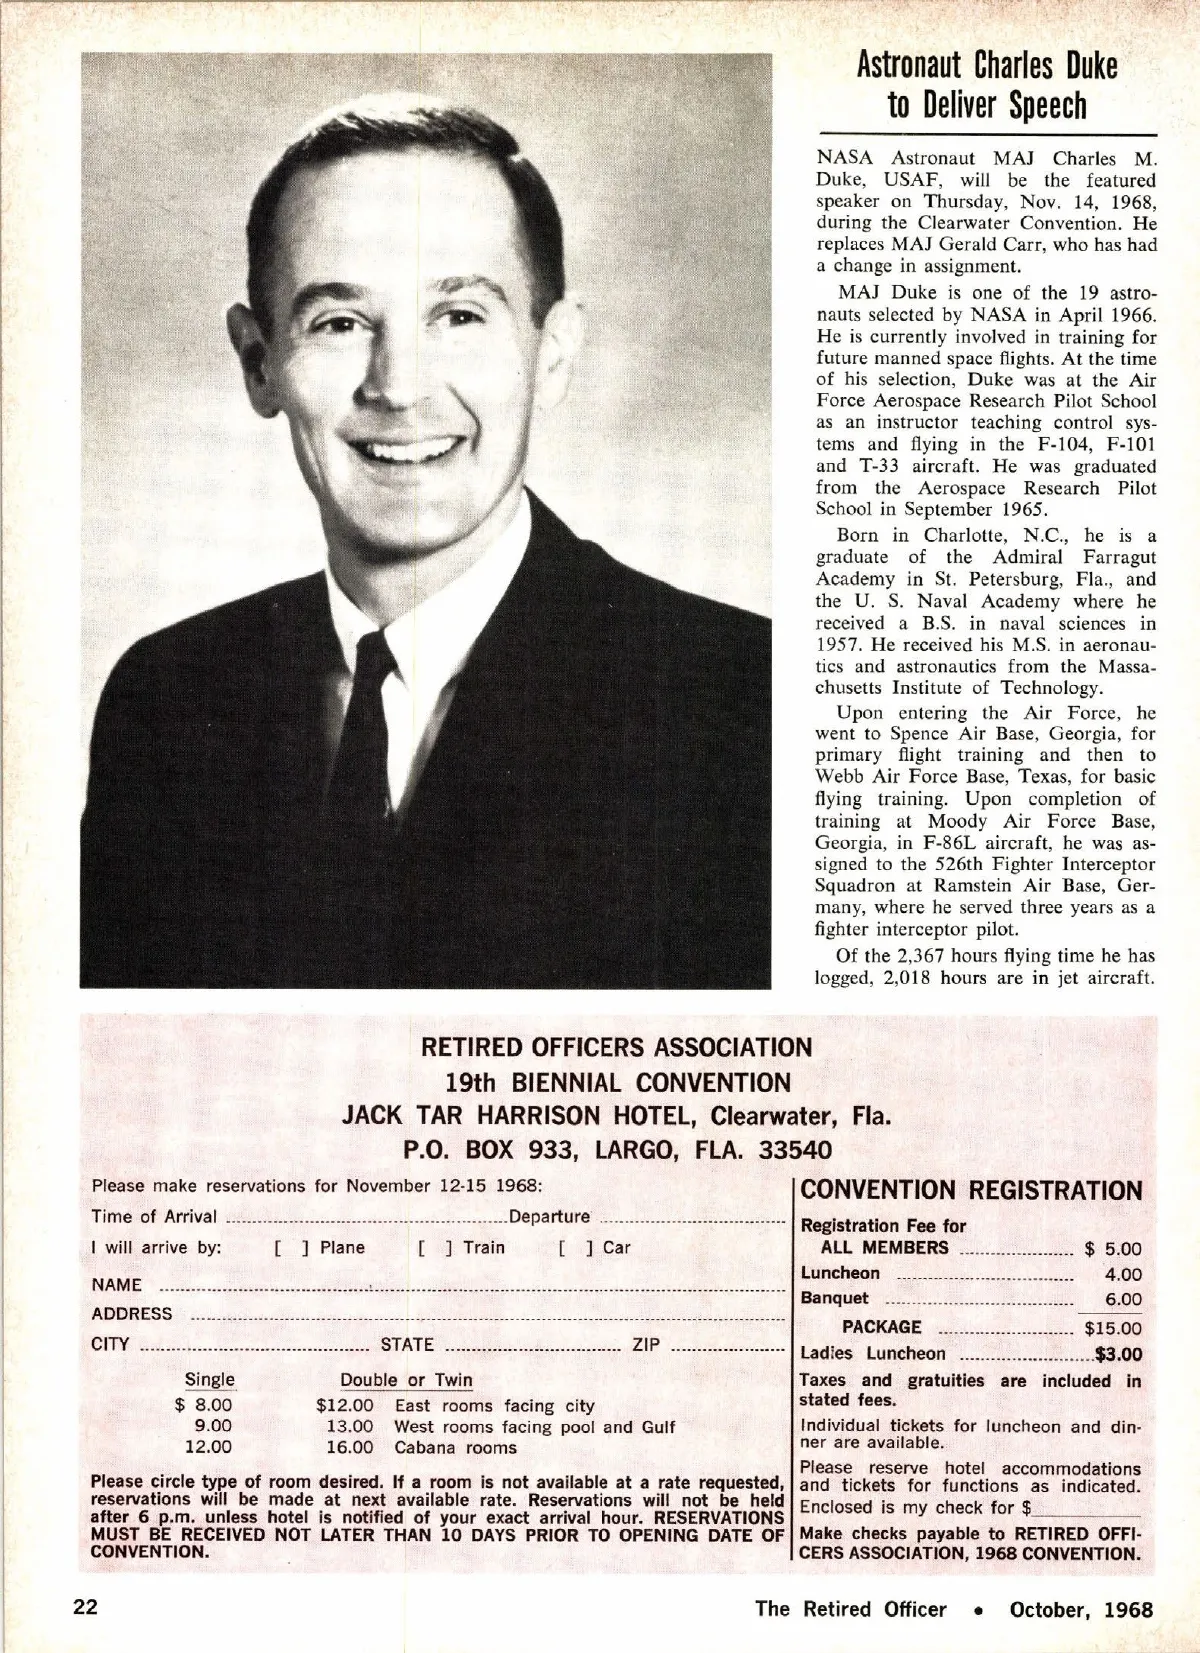 Astronaut Charles Duke
to Deliver Speech
NASA Astronaut MAJ Charles M.
Duke, USAF, will be the featured
speaker on Thursday, Nov. 14, 1968,
during the Clearwater Convention. He
replaces MAJ Gerald Carr, who has had
a change in assignment.
MAJ Duke is one of the 19 astro-
nauts selected by NASA in April 1966.
He is currently involved in training for
future manned space flights. At the time
of his selection, Duke was at the Air
Force Aerospace Research Pilot School
as an instructor teaching control sys-
tems and flying in the F-104, F-101
and T-33 aircraft. He was graduated
from the Aerospace Research Pilot
School in September 1965.
Born in Charlotte, N.C., he is a
graduate of the Admiral Farragut
Academy in St. Petersburg, Fla., and
the U. S. Naval Academy where he
received a B.S. in naval sciences in
1957. He received his M.S. in aeronau-
tics and astronautics from the Massa-
chusetts Institute of Technology.
Upon entering the Air Force, he
went to Spence Air Base, Georgia, for
primary flight training and then to
Webb Air Force Base, Texas, for basic
flying training. Upon completion of
training at Moody Air Force Base,
Georgia, in F-86L aircraft, he was as-
signed to the 526th Fighter Interceptor
Squadron at Ramstein Air Base, Ger-
many, where he served three years as a
fighter interceptor pilot.
Of the 2,367 hours flying time he has
logged, 2,018 hours are in jet aircraft.
RETIRED OFFICERS ASSOCIATION
19th BIENNIAL CONVENTION
JACK TAR HARRISON HOTEL, Clearwater, Fla.
P.O. BOX 933, LARGO, FLA. 33540
Please make reservations for November 12-15 1968:
Time of Arrival Departure
I will arrive by: [ ] Plane [ ] Train [ ] Car
NAME
ADDRESS
CITY STATE ZIP
Single Double or Twin
$ 8.00 $12.00 East rooms facing city
9.00 13.00 West rooms facing pool and Gulf
12.00 16.00 Cabana rooms
Please circle type of room desired. If a room is not available at a rate requested,
reservations will be made at next available rate. Reservations will not be held
after 6 p.m. unless hotel is notified of your exact arrival hour. RESERVATIONS
MUST BE RECEIVED NOT LATER THAN 10 DAYS PRIOR TO OPENING DATE OF
CONVENTION.
CONVENTION REGISTRATION
Registration Fee for
ALL MEMBERS $ 5.00
Luncheon 4.00
Banquet 6.00
PACKAGE $15.00
Ladies Luncheon $3.00
Taxes and gratuities are included in
stated fees.
Individual tickets for luncheon and din-
ner are available.
Please reserve hotel accommodations
and tickets for functions as indicated.
Enclosed is my check for $
Make checks payable to RETIRED OFFI-
CERS ASSOCIATION, 1968 CONVENTION.
22
The Retired Officer • October, 1968